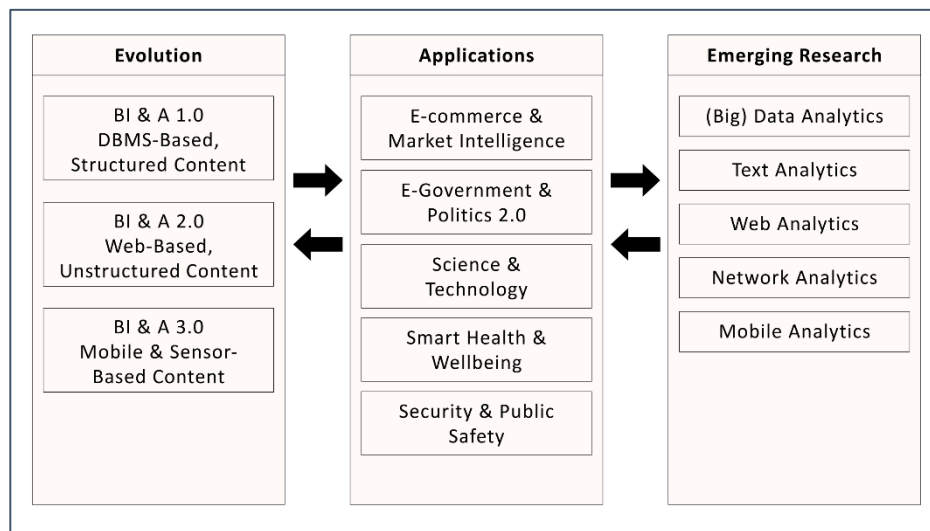 Evolution
BI & A 1.0
DBMS-Based,
Structured Content
BI & A 2.0
Web-Based,
Unstructured Content
BI & A 3.0
Mobile & Sensor-
Based Content
Applications
E-commerce &
Market Intelligence
E-Government &
Politics 2.0
Science &
Technology
Smart Health &
Wellbeing
Security & Public
Safety
Emerging Research
(Big) Data Analytics
Text Analytics
Web Analytics
Network Analytics
Mobile Analytics